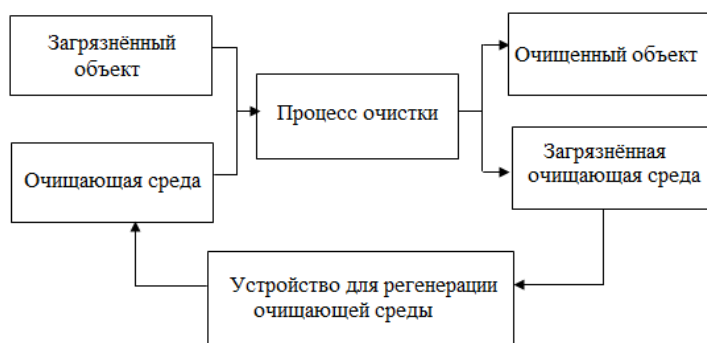 Загрязнённый
объект
Очищенный объект
Процесс очистки
Очищающая среда
Загрязнённая
очищающая среда
Устройство для регенерации
очищающей среды